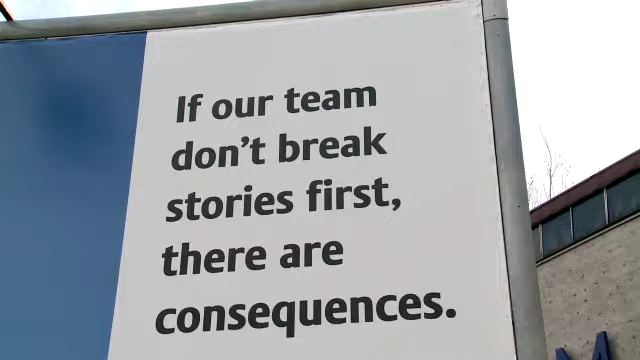 If our team
don't break
stories first,
there are
consequences.